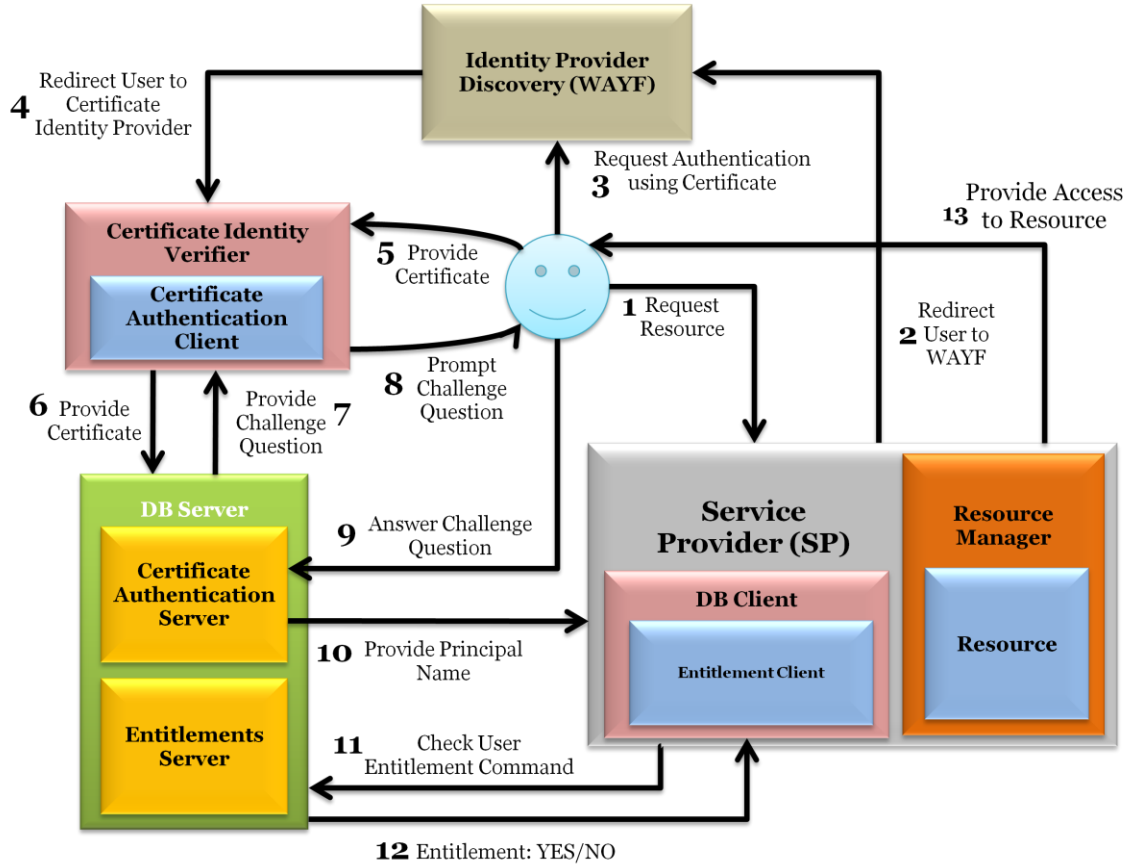 Identity Provider
Discovery (WAYF)
4 Redirect User to
Certificate
Identity Provider
Request Authentication
3 using Certificate
13 Provide Access
to Resource
Certificate Identity
Verifier
Certificate
Authentication
Client
5 Provide
Certificate
1 Request
Resource
2 Redirect
User to
WAYF
8 Prompt
Challenge
Question
6 Provide
Certificate
Provide
Challenge 7
Question
DB Server
Certificate
Authentication
Server
Entitlements
Server
9 Answer Challenge
Question
10 Provide Principal
Name
Service
Provider (SP)
DB Client
Entitlement Client
Resource
Manager
Resource
11 Check User
Entitlement Command
12 Entitlement: YES/NO